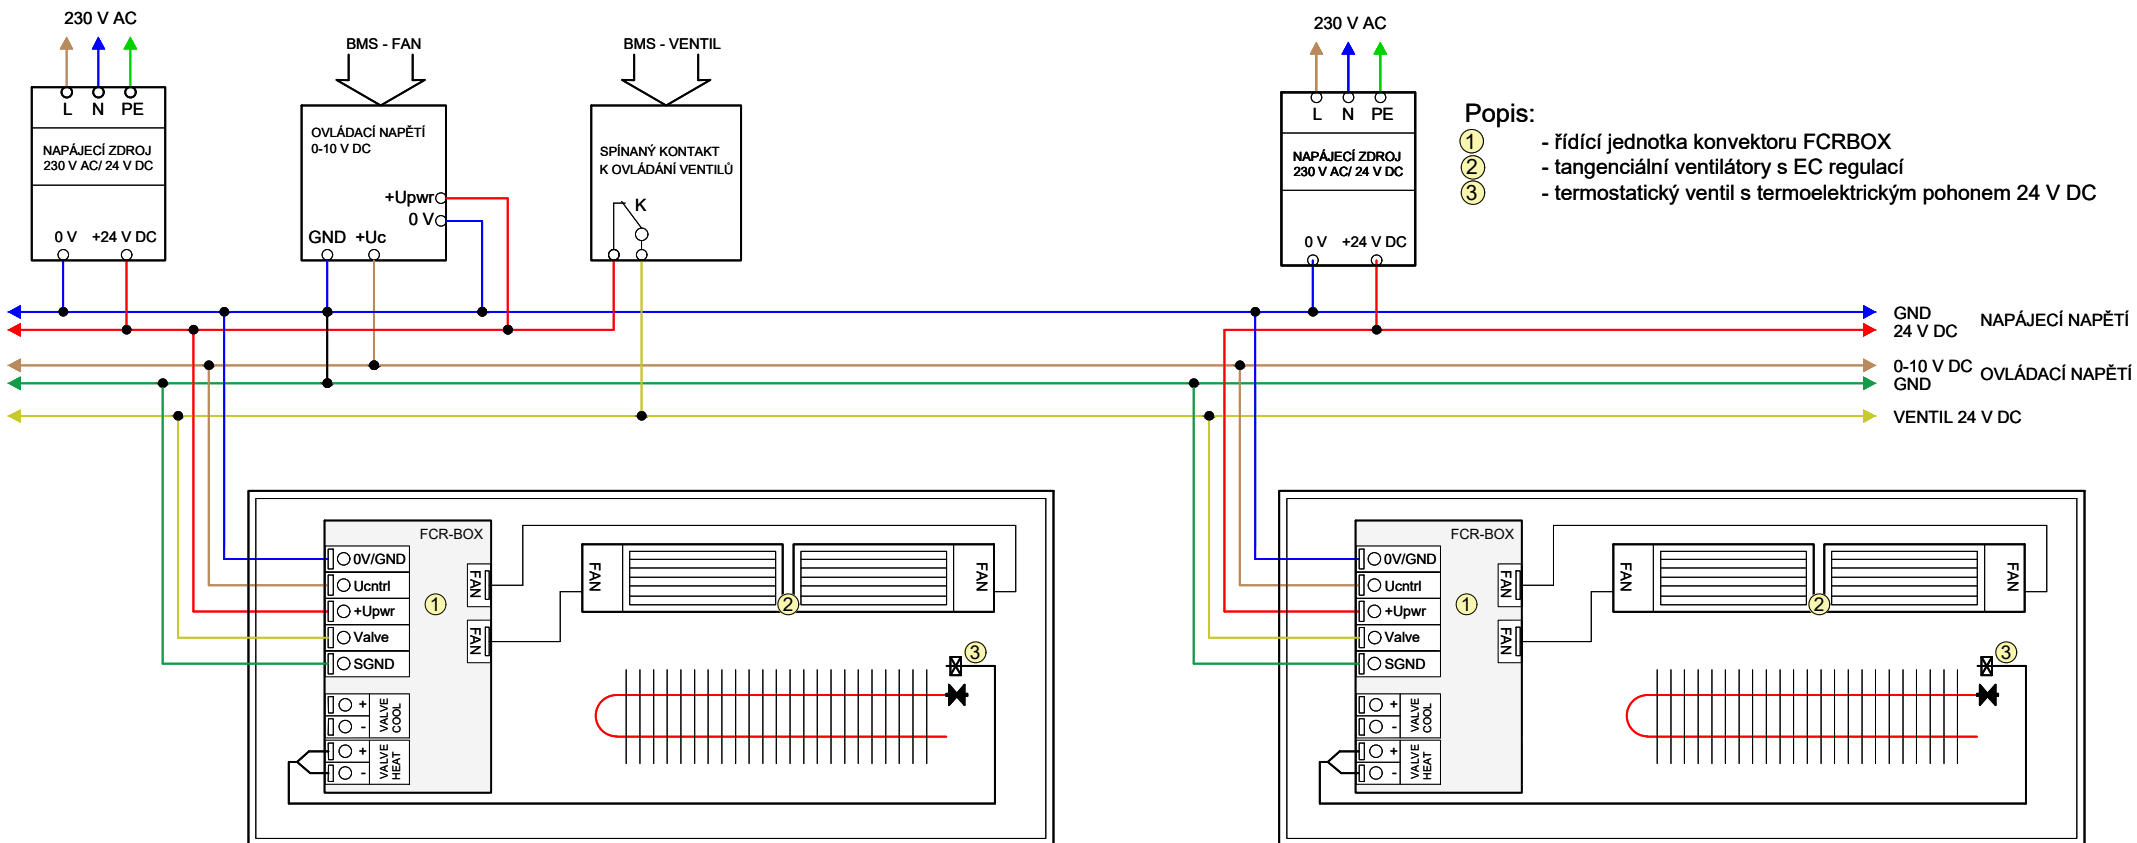 230 V AC
L N PE
NAPÁJECÍ ZDROJ
230 V AC/ 24 V DC
0 V +24 V DC
BMS - FAN
OVLÁDACÍ NAPĚTÍ
0-10 V DC
+Upwr
0 V
GND +Uc
BMS - VENTIL
SPÍNANÝ KONTAKT
K OVLÁDÁNÍ VENTILŮ
K
230 V AC
L N PE
NAPÁJECÍ ZDROJ
230 V AC/ 24 V DC
0 V +24 V DC
Popis:
1 - řídící jednotka konvektoru FCRBOX
2 - tangenciální ventilátory s EC regulací
3 - termostatický ventil s termoelektrickým pohonem 24 V DC
GND
24 V DC
NAPÁJECÍ NAPĚTÍ
0-10 V DC
GND
OVLÁDACÍ NAPĚTÍ
VENTIL 24 V DC
FCR-BOX
0V/GND
Ucntrl
+Upwr
Valve
SGND
+
-
VALVE
COOL
+
-
VALVE
HEAT
1
FAN
FAN
FAN
FAN
2
3
FCR-BOX
0V/GND
Ucntrl
+Upwr
Valve
SGND
+
-
VALVE
COOL
+
-
VALVE
HEAT
1
FAN
FAN
FAN
FAN
2
3